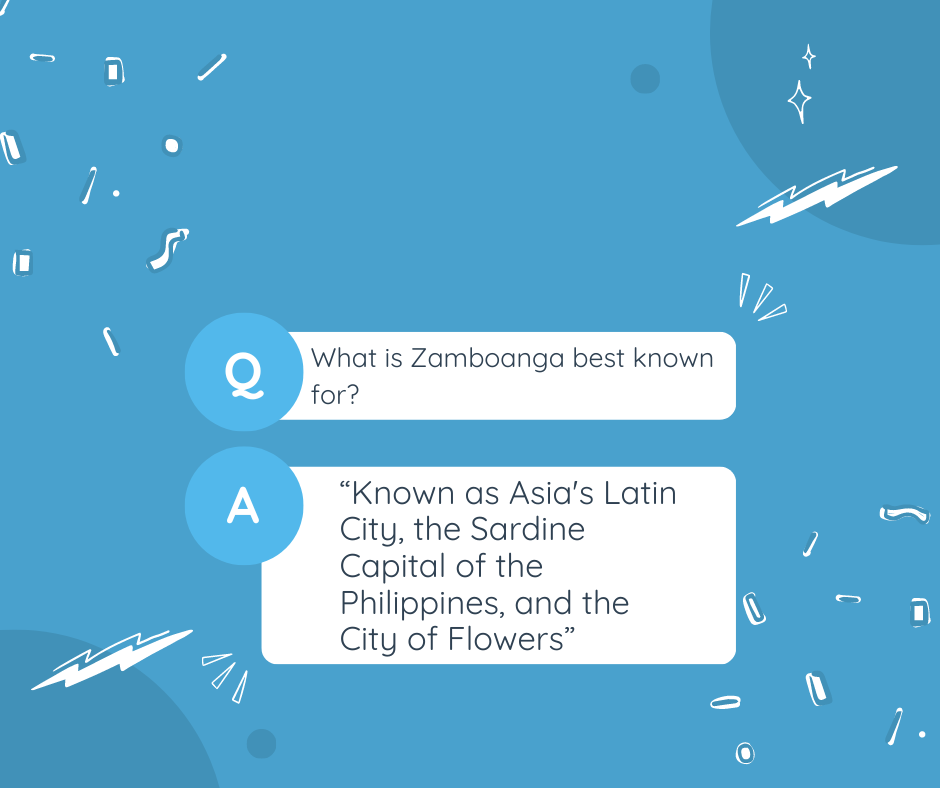 Q
What is Zamboanga best known
for?
A
“Known as Asia's Latin
City, the Sardine
Capital of the
Philippines, and the
City of Flowers”